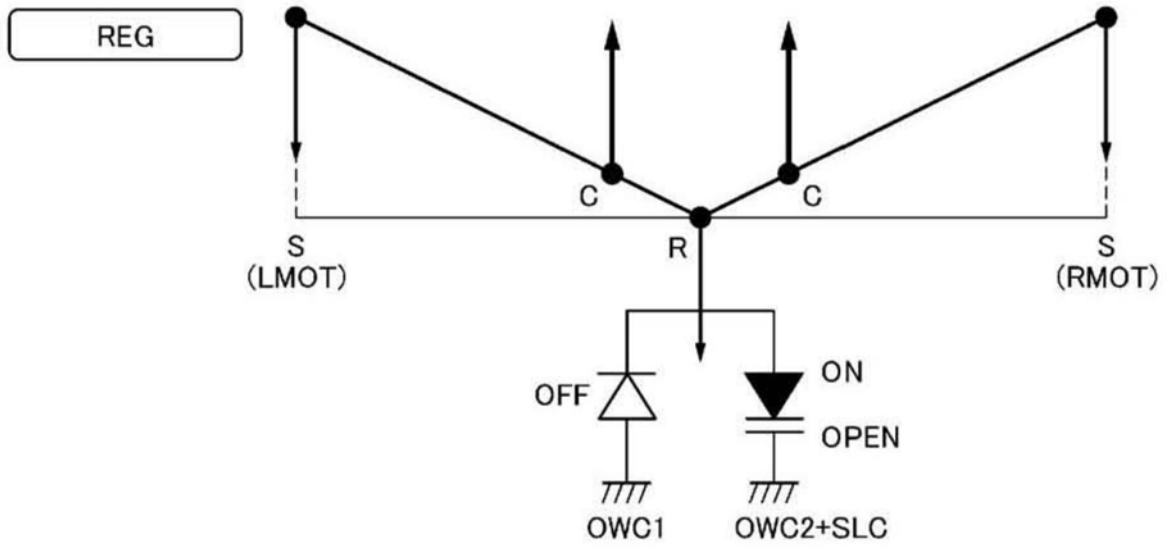 REG
C
C
R
S
(LMOT)
S
(RMOT)
OFF
ON
OPEN
OWC1
OWC2+SLC